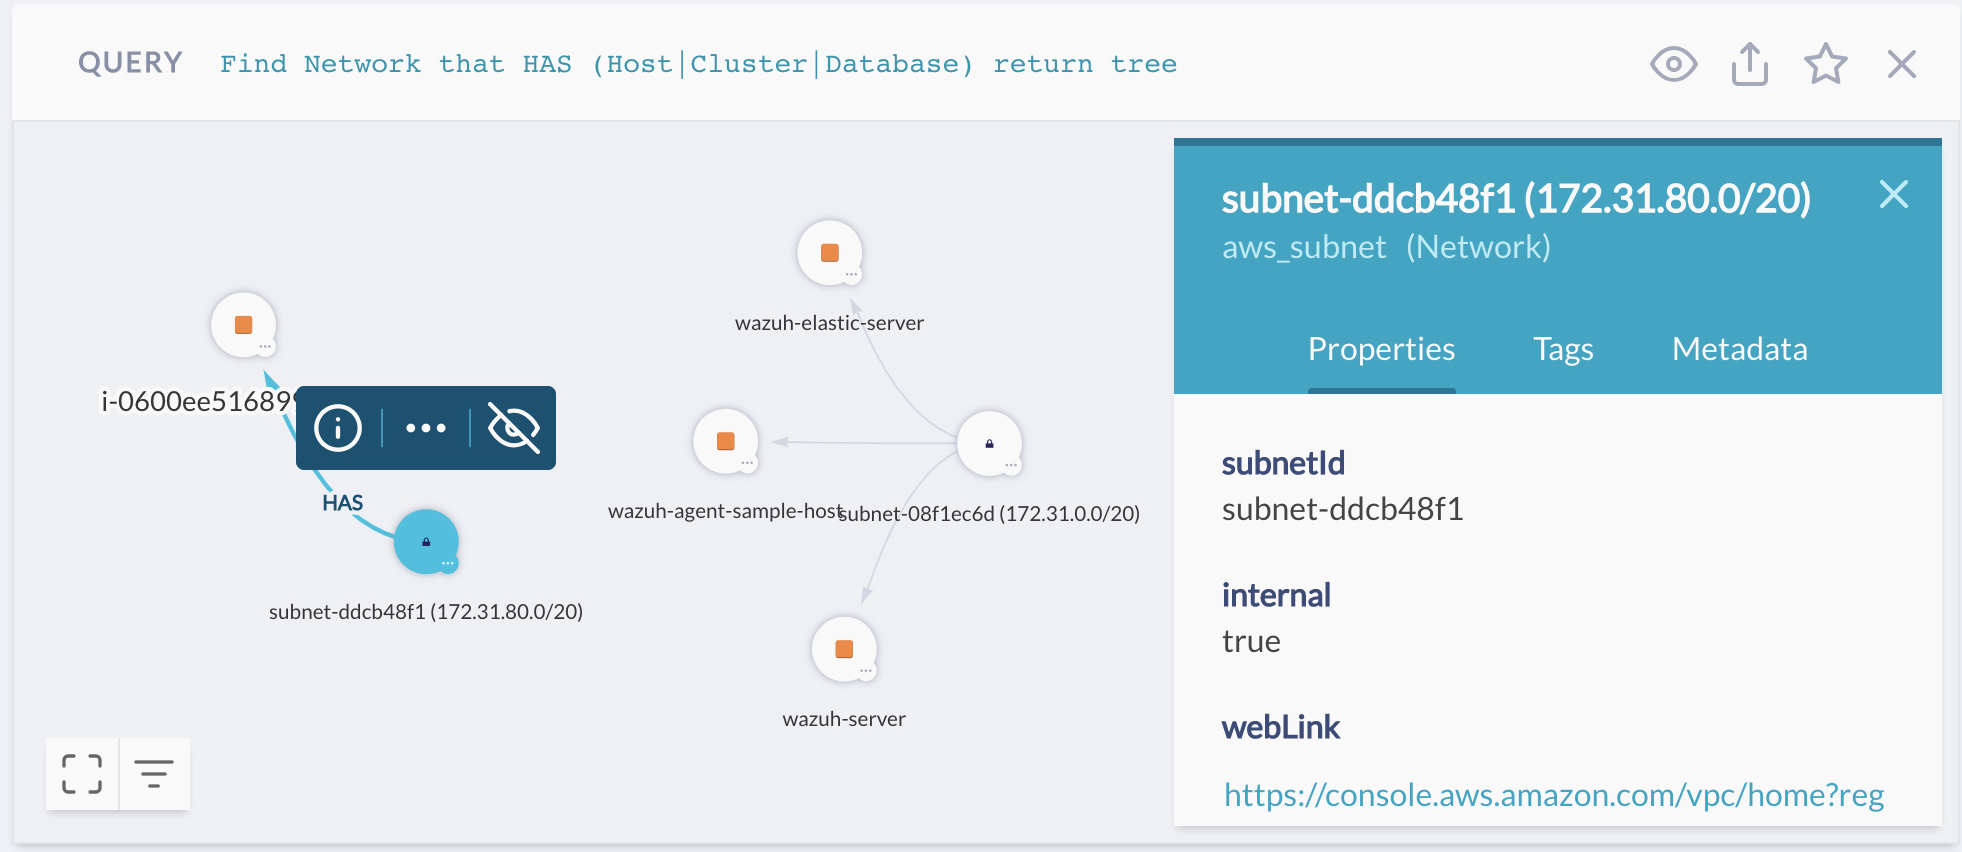 QUERY Find Network that HAS (Host|Cluster|Database) return tree
wazuh-elastic-server
i-0600ee51689
HAS
wazuh-agent-sample-host
subnet-08f1ec6d (172.31.0.0/20)
subnet-ddcb48f1 (172.31.80.0/20)
wazuh-server
subnet-ddcb48f1 (172.31.80.0/20)
aws_subnet (Network)
Properties Tags Metadata
subnetId
subnet-ddcb48f1
internal
true
webLink
https://console.aws.amazon.com/vpc/home?reg